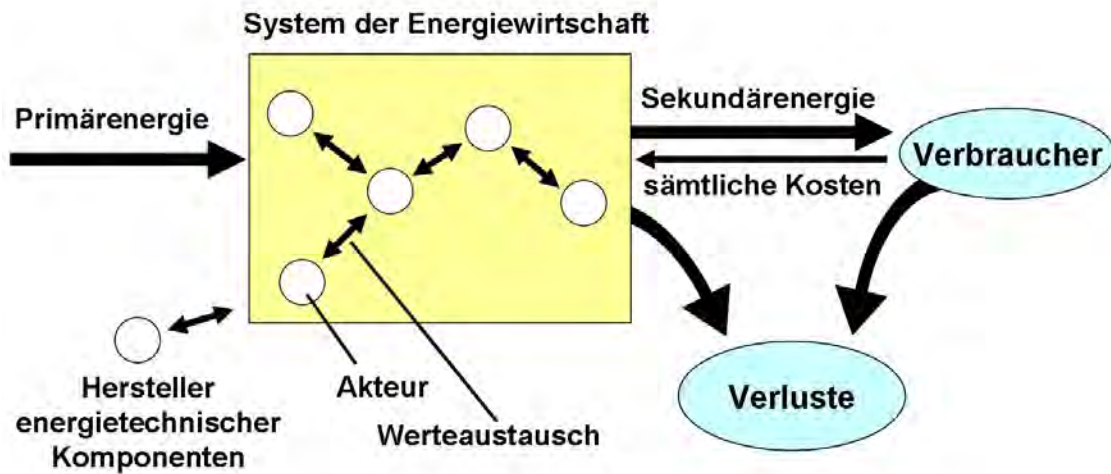 System der Energiewirtschaft
Primärenergie
Sekundärenergie
Verbraucher
sämtliche Kosten
Akteur
Hersteller
energietechnischer
Komponenten
Werteaustausch
Verluste